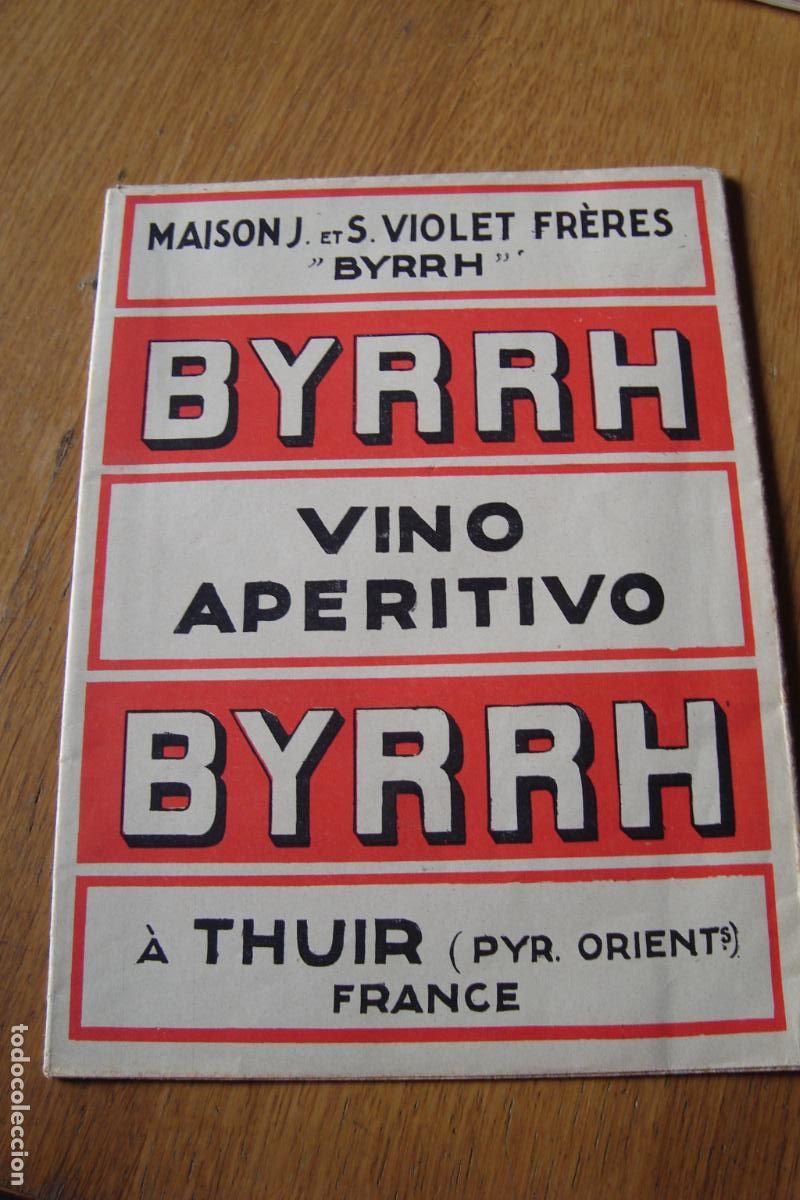 MAISON J. ET S. VIOLET FRÈRES
"BYRRH"
BYRRH
VINO
APERITIVO
BYRRH
À THUIR (PYR. ORIENTS)
FRANCE
todocoleccion